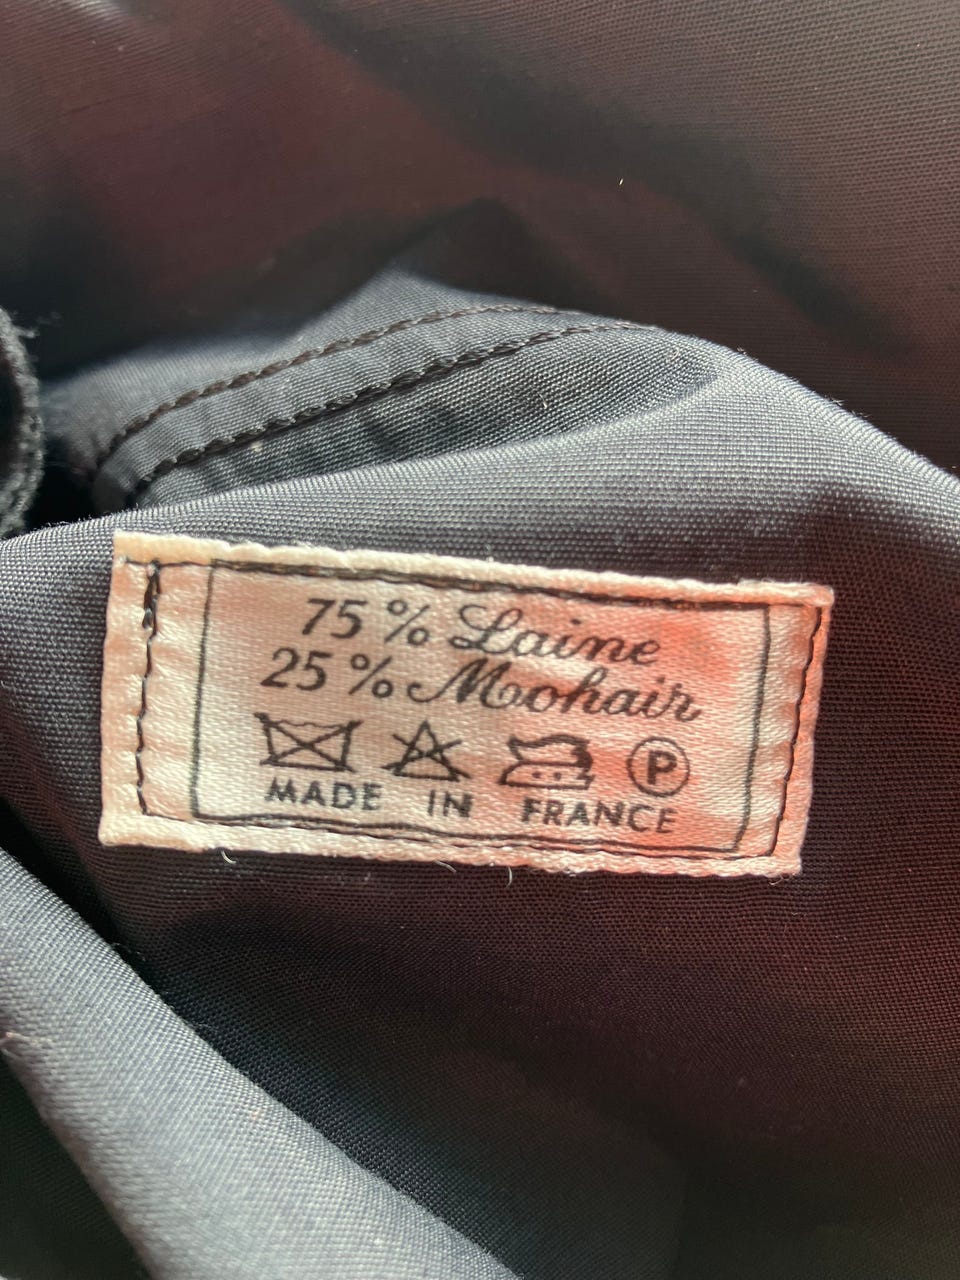 75 % Laine
25 % Mohair
P
MADE IN FRANCE